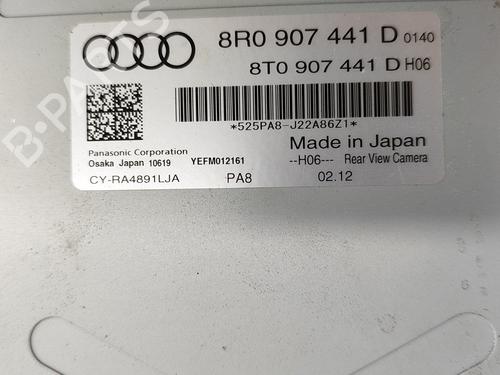 8R0 907 441 D 0140
8T0 907 441 D H06
*525PA8-J22A86Z1*
Panasonic Corporation
Made in Japan
Osaka Japan 10619 YEFM012161
--H06--- Rear View Camera
CY-RA4891LJA PA8 02.12
B-PARTS